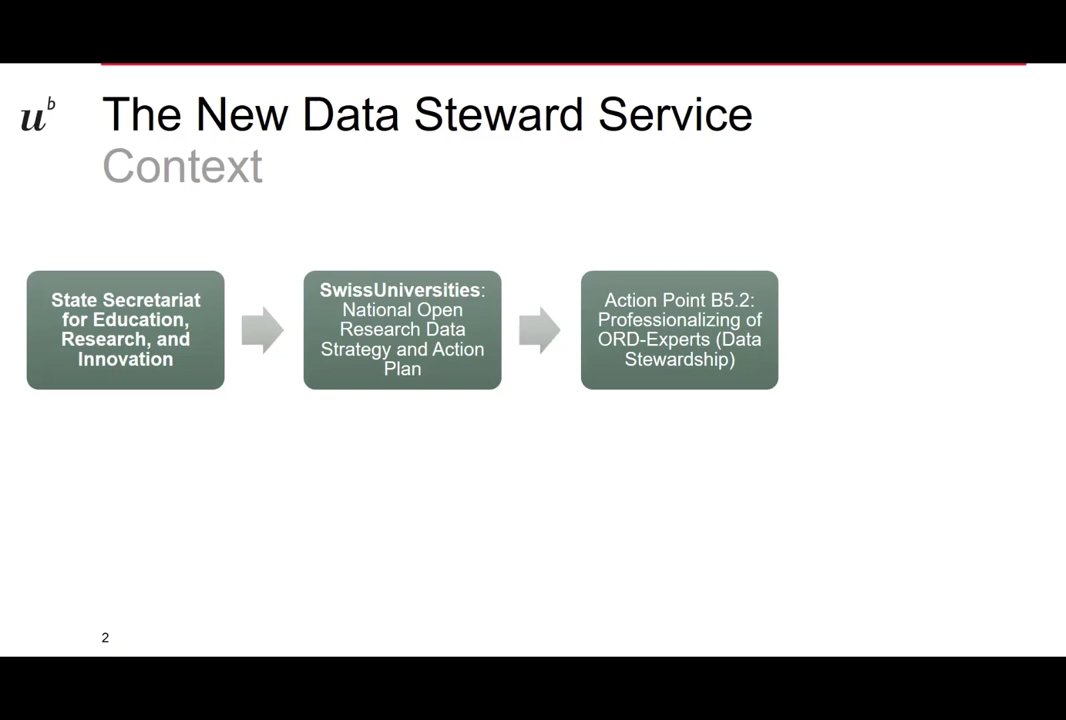 u^b
The New Data Steward Service
Context
State Secretariat
for Education,
Research, and
Innovation
SwissUniversities:
National Open
Research Data
Strategy and Action
Plan
Action Point B5.2:
Professionalizing of
ORD-Experts (Data
Stewardship)
2